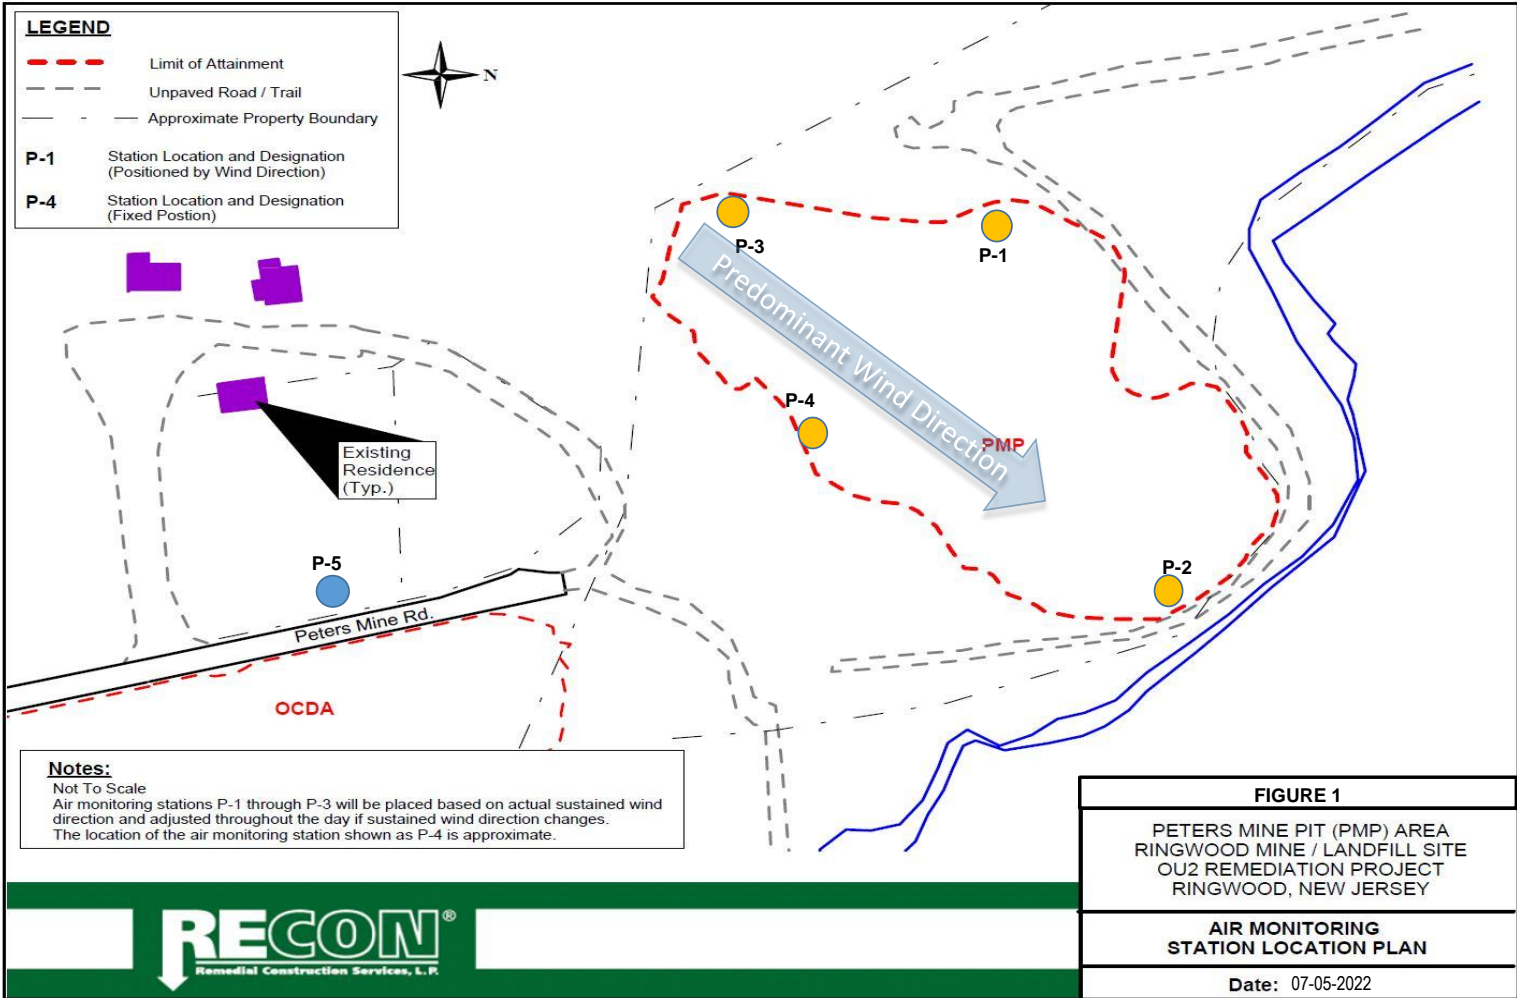 LEGEND
Limit of Attainment
Unpaved Road / Trail
Approximate Property Boundary
P-1 Station Location and Designation
(Positioned by Wind Direction)
P-4 Station Location and Designation
(Fixed Postion)
N
P-3
P-1
Predominant Wind Direction
P-4
PMP
Existing
Residence
(Typ.)
P-5
P-2
Peters Mine Rd.
OCDA
Notes:
Not To Scale
Air monitoring stations P-1 through P-3 will be placed based on actual sustained wind
direction and adjusted throughout the day if sustained wind direction changes.
The location of the air monitoring station shown as P-4 is approximate.
FIGURE 1
PETERS MINE PIT (PMP) AREA
RINGWOOD MINE / LANDFILL SITE
OU2 REMEDIATION PROJECT
RINGWOOD, NEW JERSEY
AIR MONITORING
STATION LOCATION PLAN
Date: 07-05-2022
RECON®
Remedial Construction Services, L.P.